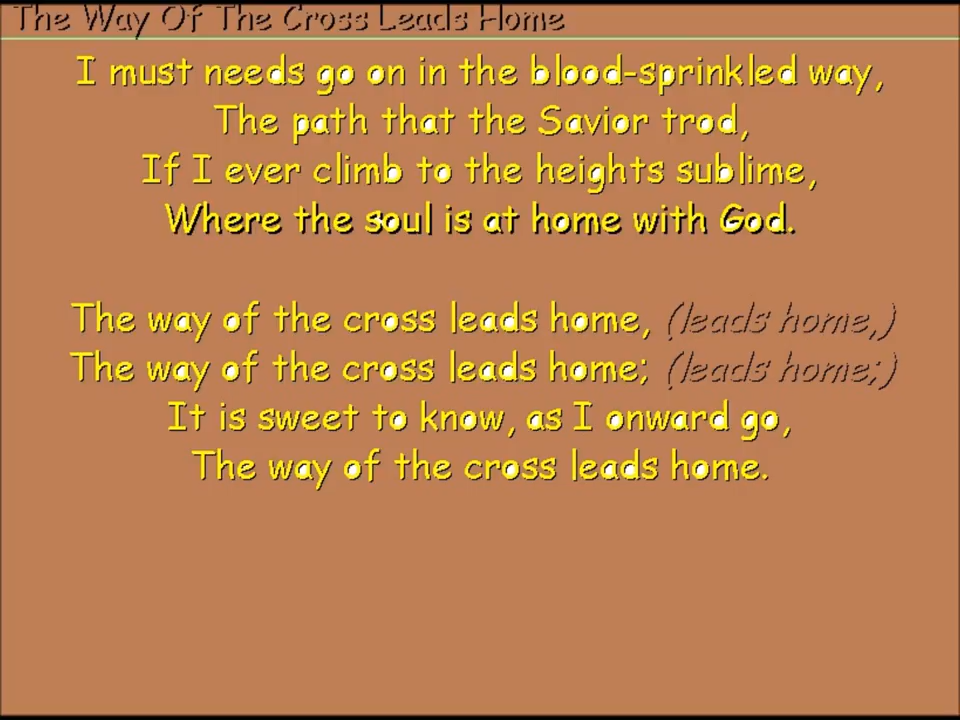 The Way Of The Cross Leads Home
I must needs go on in the blood-sprinkled way,
The path that the Savior trod,
If I ever climb to the heights sublime,
Where the soul is at home with God.
The way of the cross leads home, (leads home,)
The way of the cross leads home; (leads home;)
It is sweet to know, as I onward go,
The way of the cross leads home.